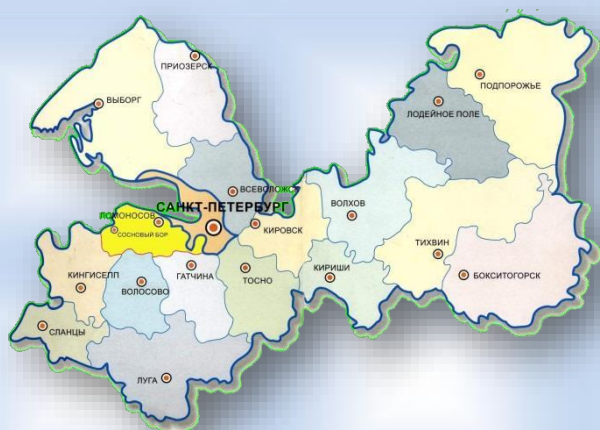 ПРИОЗЕРСК
ВЫБОРГ
ПОДПОРОЖЬЕ
ЛОДЕЙНОЕ ПОЛЕ
ВСЕВОЛОЖС
САНКТ-ПЕТЕРБУРГ
ЛОМОНОСОВ
СОСНОВЫЙ БОР
КИРОВСК
ВОЛХОВ
ТИХВИН
БОКСИТОГОРСК
КИНГИСЕПП
ВОЛОСОВО
ГАТЧИНА
ТОСНО
КИРИШИ
СЛАНЦЫ
ЛУГА